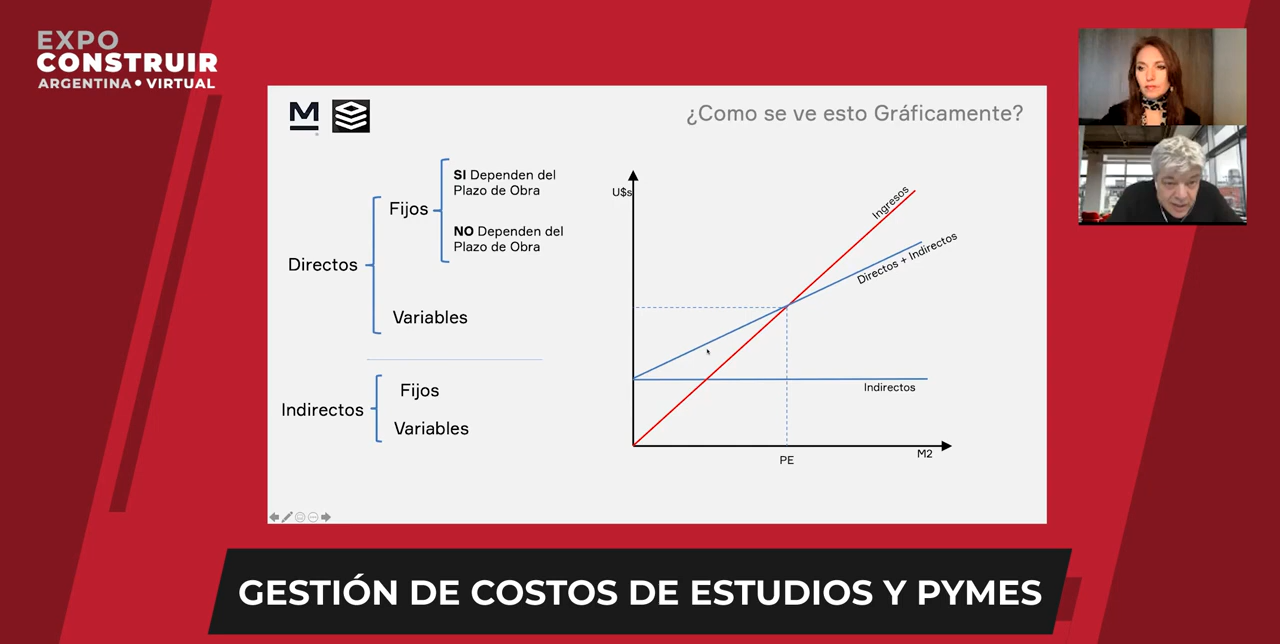 EXPO
CONSTRUIR
ARGENTINA • VIRTUAL
M
¿Como se ve esto Gráficamente?
SI Dependen del
Plazo de Obra
Fijos
NO Dependen del
Plazo de Obra
Directos
Variables
Fijos
Indirectos
Variables
U$s
Ingresos
Directos + Indirectos
Indirectos
M2
PE
GESTIÓN DE COSTOS DE ESTUDIOS Y PYMES